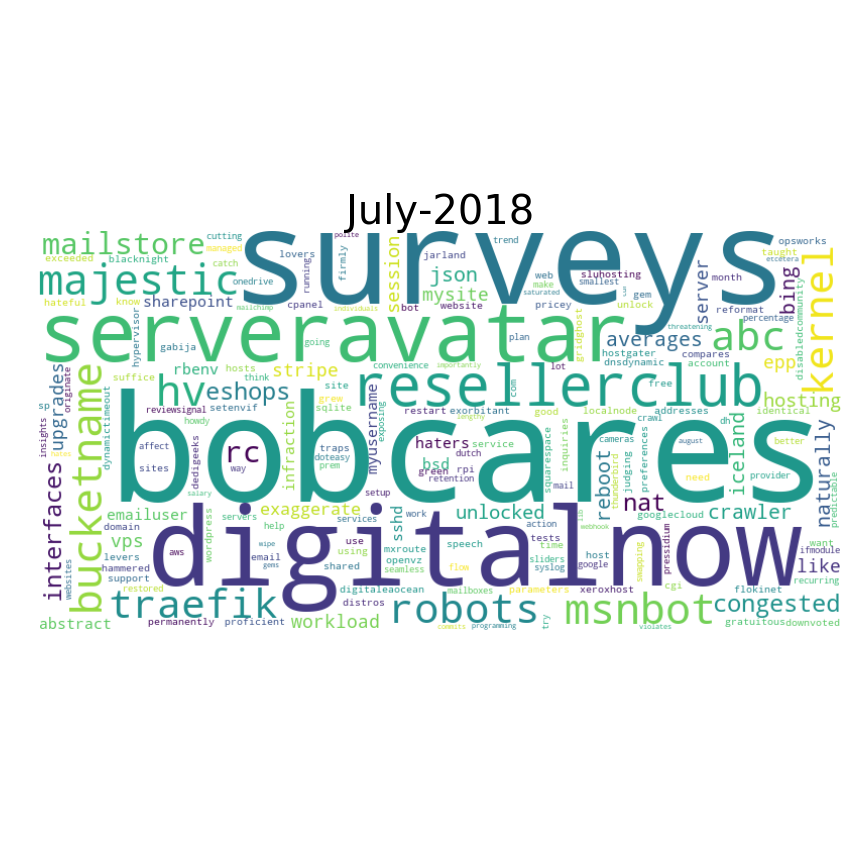 July-2018
surveys
mailstore
cutting
polite
trend
opsworks
exceeded
blacknight
managed
lovers
firmly
jarland
taught
etcetera
majestic
catch
onedrive
running
session
json
web
sluhosting
smallest
server
month
bing
kernel
hateful
know
sharepoint
mailchimp
cpanel
individuals
bot
mysite
website
make
saturated
pricey
gem
unlock
reformat
percentage
disabledcommunity
serveravatar
hypervisor
going
plan
gridghost
averages
threatening
abc
gabija
hostgater
dnsdynamic
compares
account
epp
upgrades
suffice
rbenv
hosts
think
stripe
convenience
site
importantly
lot
com
free
hosting
sp
originate
bucketname
dynamictimeout
hv
eshops
grew
resellerclub
reviewsignal
setenvif
sqlite
myusername
restart
exorbitant
good
localnode
addresses
dh
identical
insights
notes
howdy
bobcares
affect
rc
infraction
traps
exposing
haters
service
squarespace
inquiries
cameras
preferences
august
iceland
better
naturally
sites
dedigeeks
way
doteasy
prem
bsd
green
rpi
dutch
retention
reboot
thunderbird
judging
need
provider
predictable
interfaces
salary
exaggerate
setup
mail
nat
emailuser
servers
services
work
sshd
unlocked
action
lib
googlecloud
crawl
crawler
domain
wordpress
help
digitalnow
webhook
pressidium
vps
aws
wipe
use
using
time
tests
speech
mxroute
host
want
ifmodule
websites
levers
hammered
support
email
gems
shared
openvz
seamless
flow
sliders
syslog
google
swapping
like
recurring
restored
digitaleaocean
mailboxes
parameters
xeroxhost
cgi
flokinet
traefik
distros
robots
lengthy
msnbot
congested
abstract
permanently
proficient
workload
commits
programming
try
violates
gratuitous
downvoted